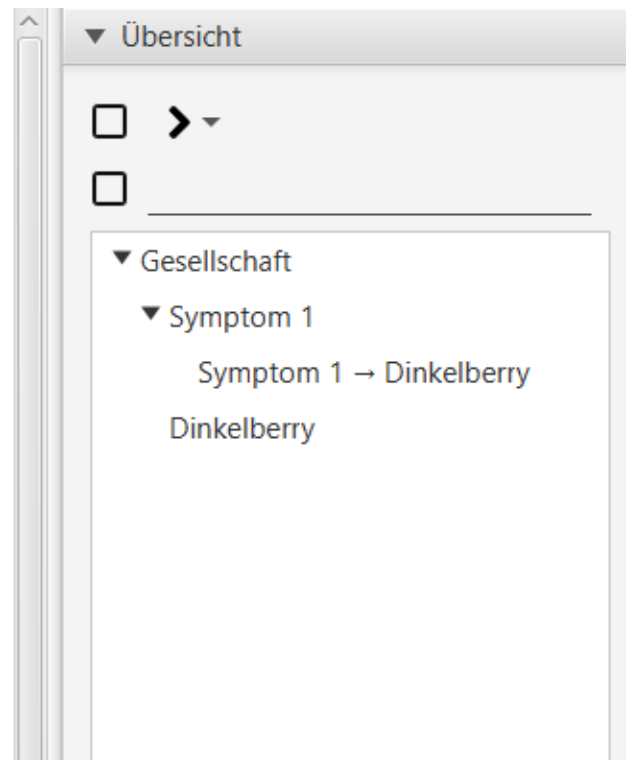 Übersicht
Gesellschaft
Symptom 1
Symptom 1 → Dinkelberry
Dinkelberry